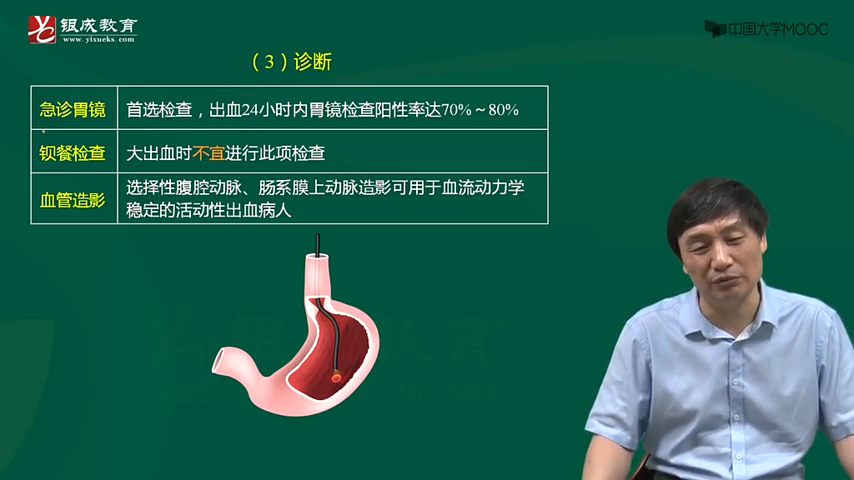 银成教育
www.yixueks.com
中国大学MOOC
（3）诊断
急诊胃镜 首选检查，出血24小时内胃镜检查阳性率达70%～80%
钡餐检查 大出血时不宜进行此项检查
血管造影 选择性腹腔动脉、肠系膜上动脉造影可用于血流动力学
稳定的活动性出血病人
银成教育